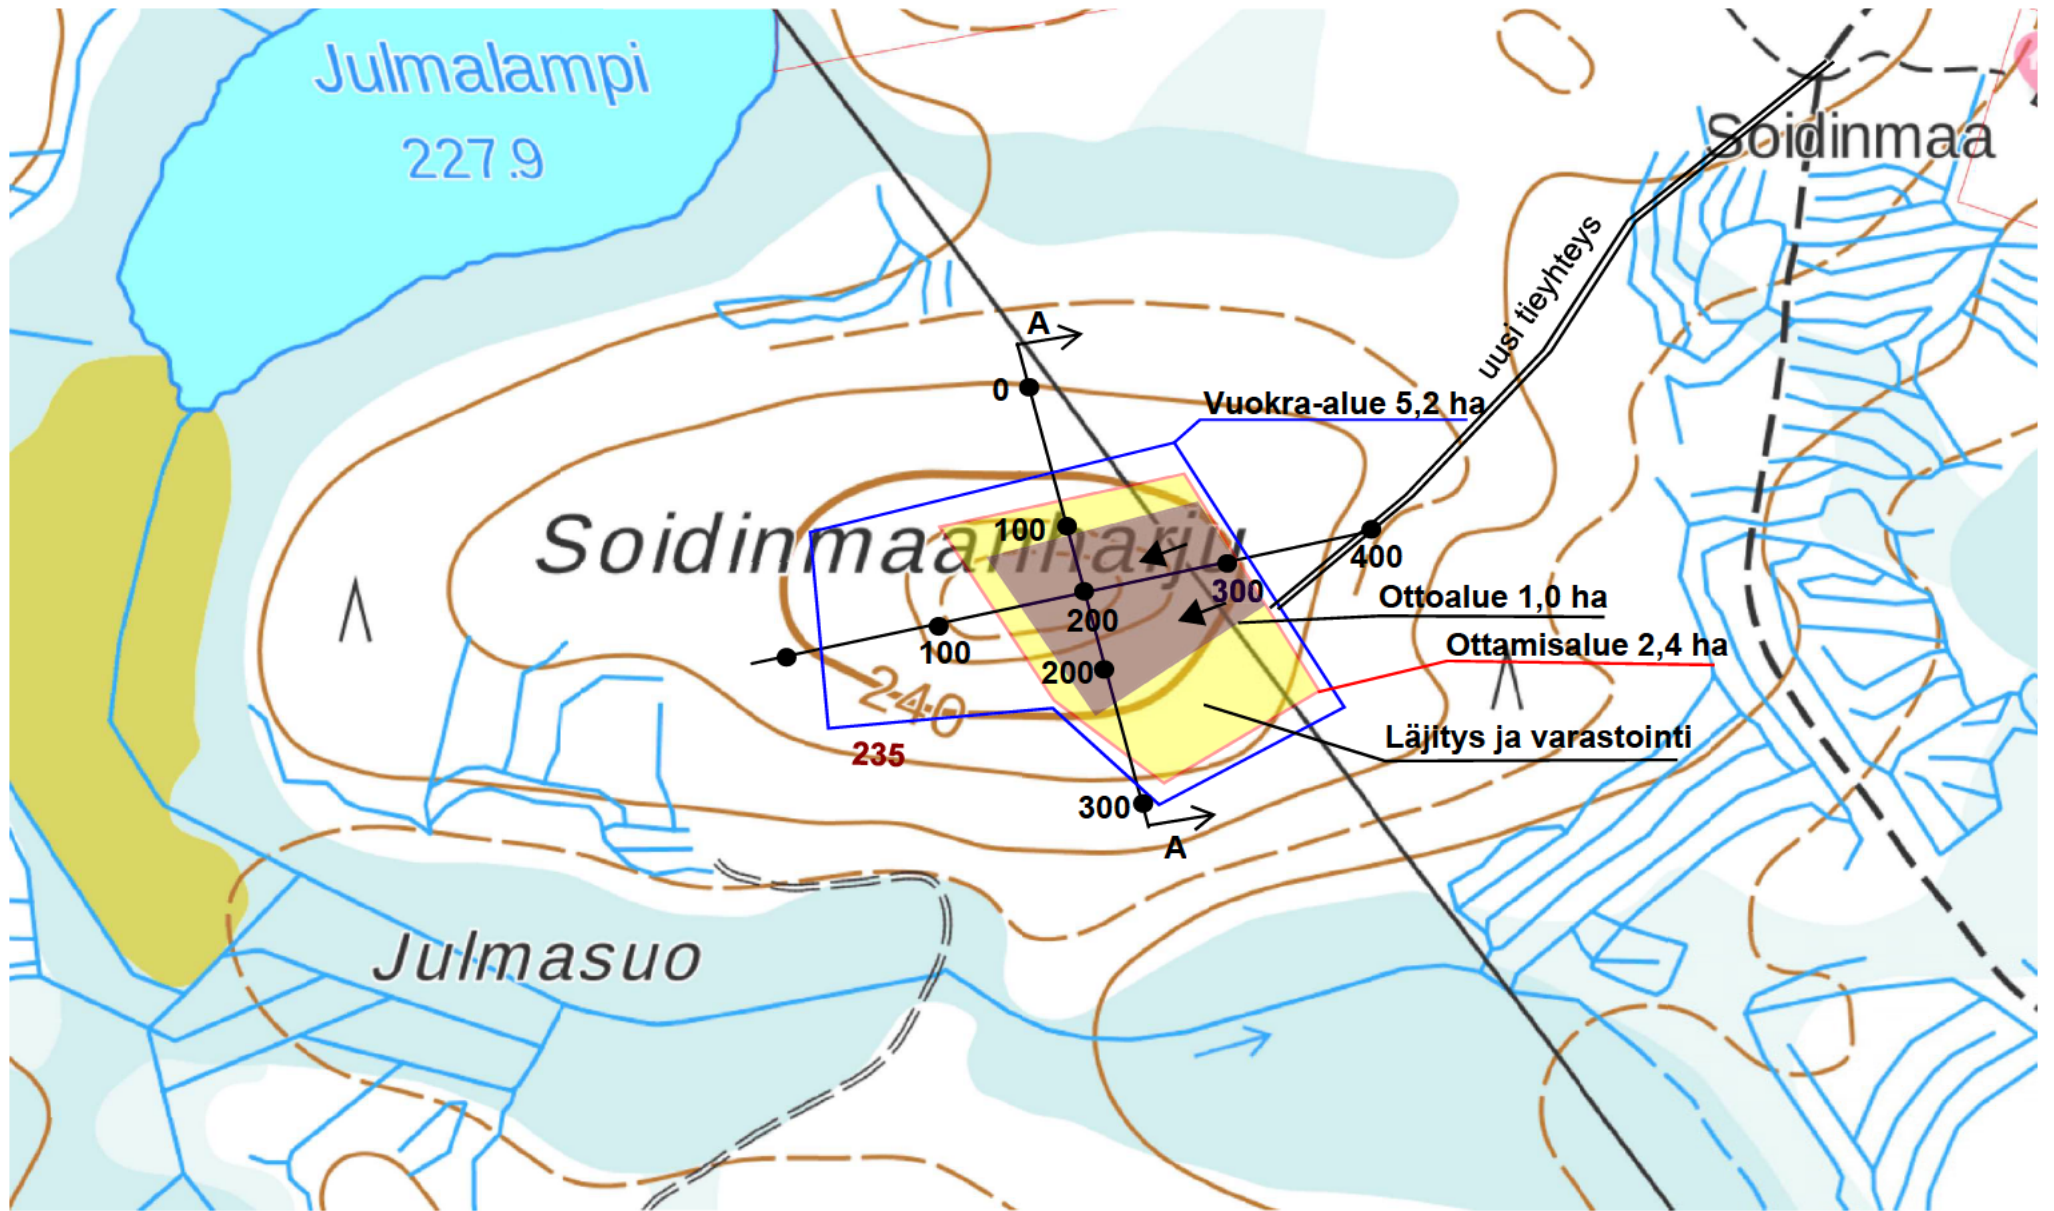 Julmalampi
227.9
Soidinmaa
uusi tieyhteys
A
0
Vuokra-alue 5,2 ha
Soidinmaanharju
100
400
300
Ottoalue 1,0 ha
200
100
Ottamisalue 2,4 ha
200
240
Läjitys ja varastointi
235
300
A
Julmasuo